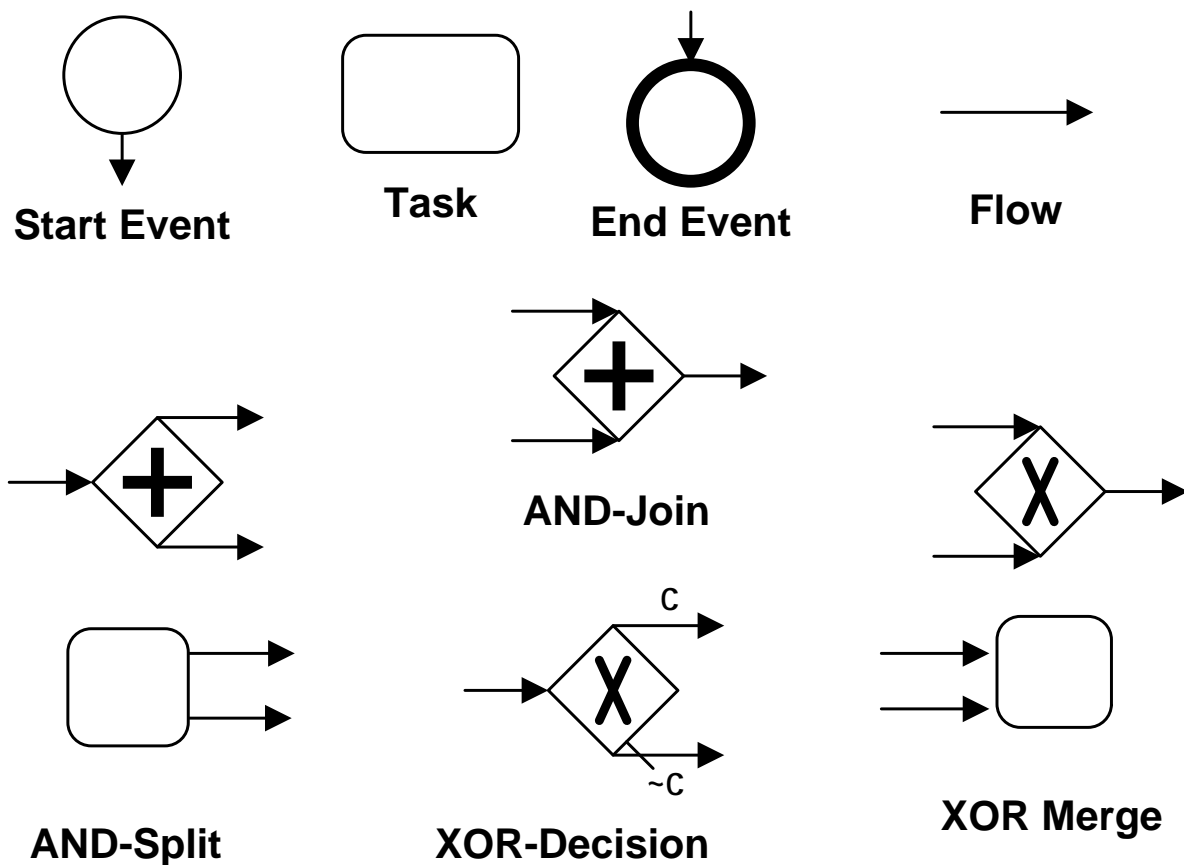 Start Event
Task
End Event
Flow
AND-Join
C
~C
AND-Split
XOR-Decision
XOR Merge